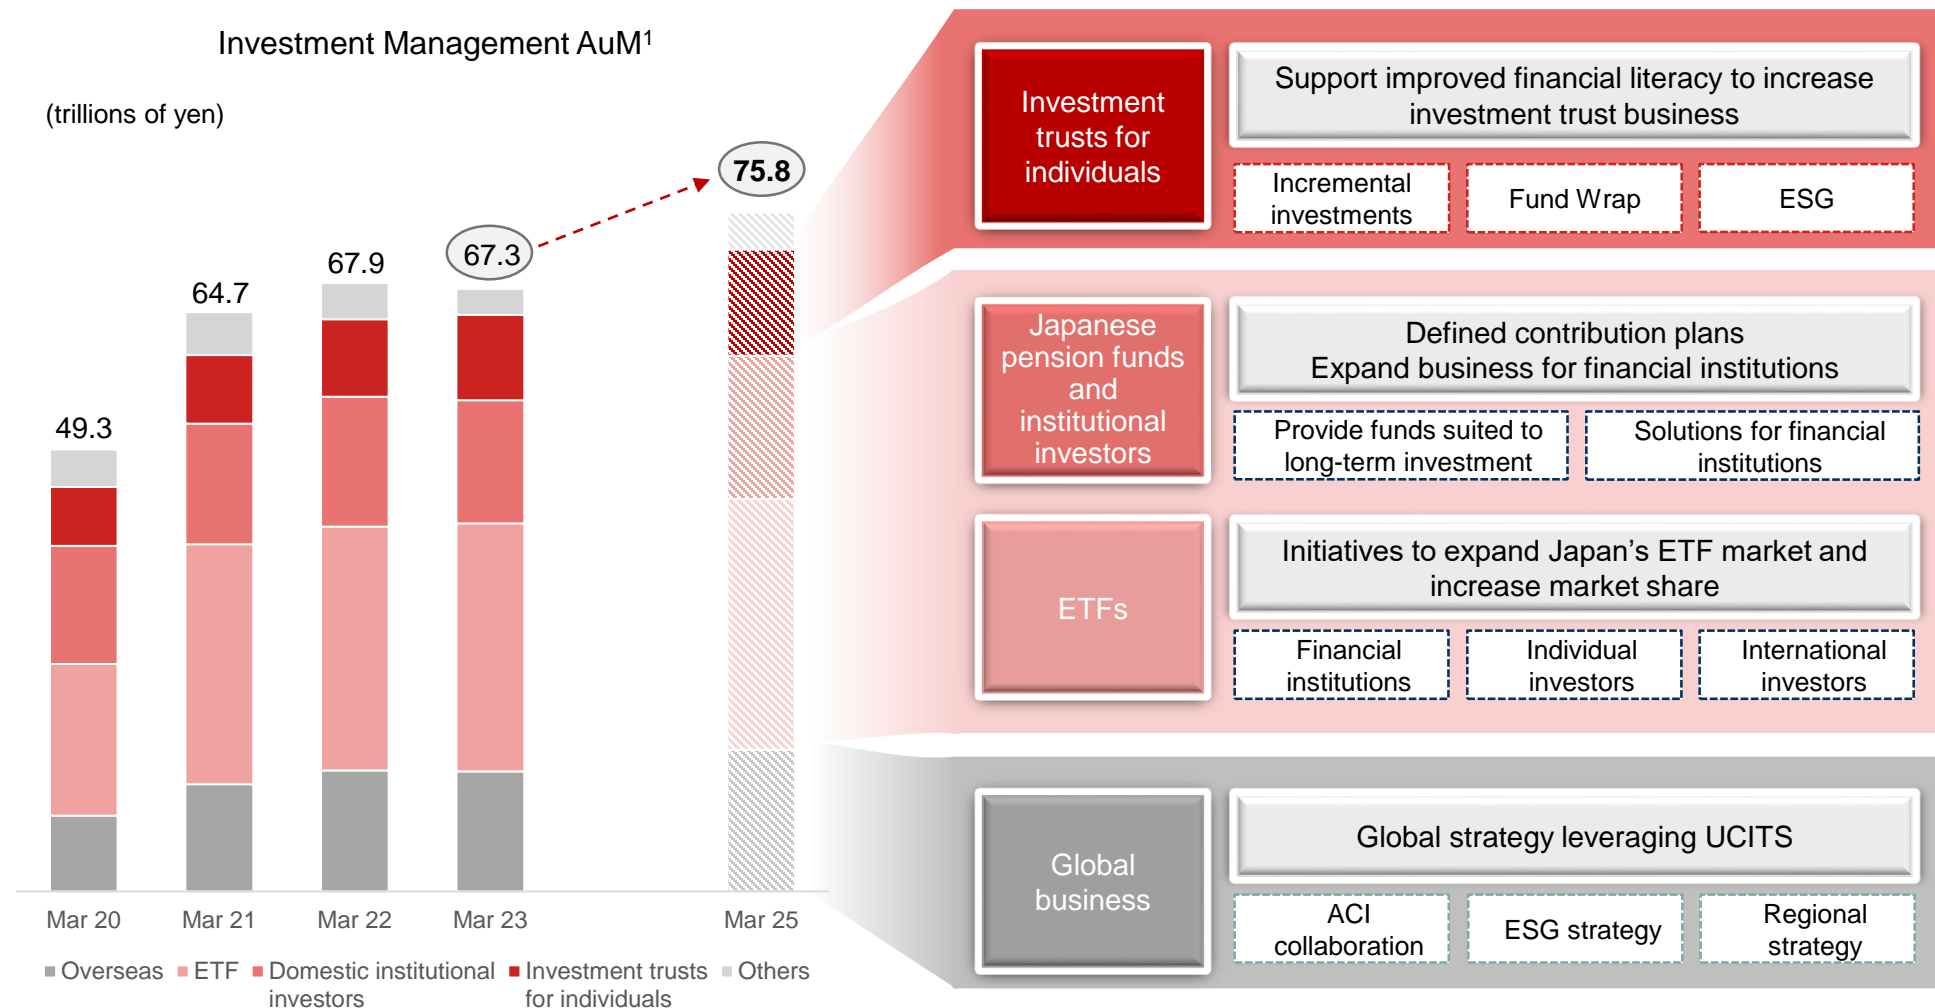 Investment Management AuM¹
(trillions of yen)
49.3
64.7
67.9
67.3
75.8
Mar 20
Mar 21
Mar 22
Mar 23
Mar 25
Overseas
ETF
Domestic institutional
investors
Investment trusts
for individuals
Others
Investment
trusts for
individuals
Support improved financial literacy to increase
investment trust business
Incremental
investments
Fund Wrap
ESG
Japanese
pension funds
and
institutional
investors
Defined contribution plans
Expand business for financial institutions
Provide funds suited to
long-term investment
Solutions for financial
institutions
ETFs
Initiatives to expand Japan’s ETF market and
increase market share
Financial
institutions
Individual
investors
International
investors
Global
business
Global strategy leveraging UCITS
ACI
collaboration
ESG strategy
Regional
strategy